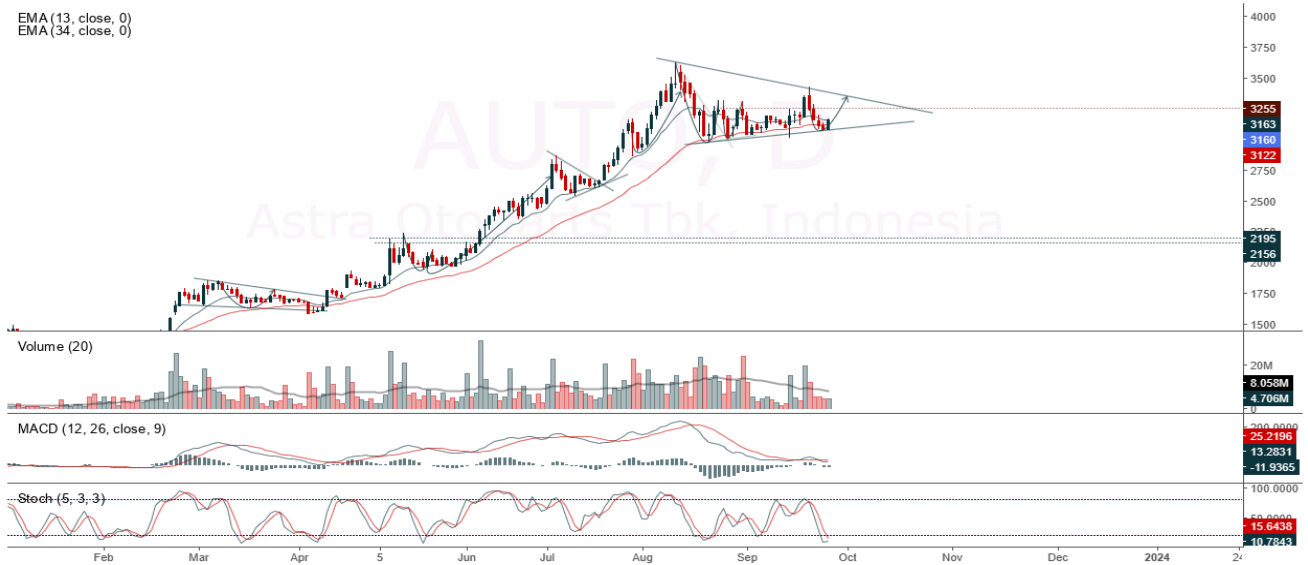 EMA (13, close, 0)
EMA (34, close, 0)
AUTO, D
Astra Otoparts Tbk, Indonesia
4000
3750
3500
3255
3163
3160
3122
2750
2500
2195
2156
2000
1750
1500
Volume (20)
20M
8.058M
4.706M
0
MACD (12, 26, close, 9)
200.0000
25.2196
13.2831
-11.9365
Stoch (5, 3, 3)
100.0000
15.6438
10.7843
Feb Mar Apr 5 Jun Jul Aug Sep Oct Nov Dec 2024 24